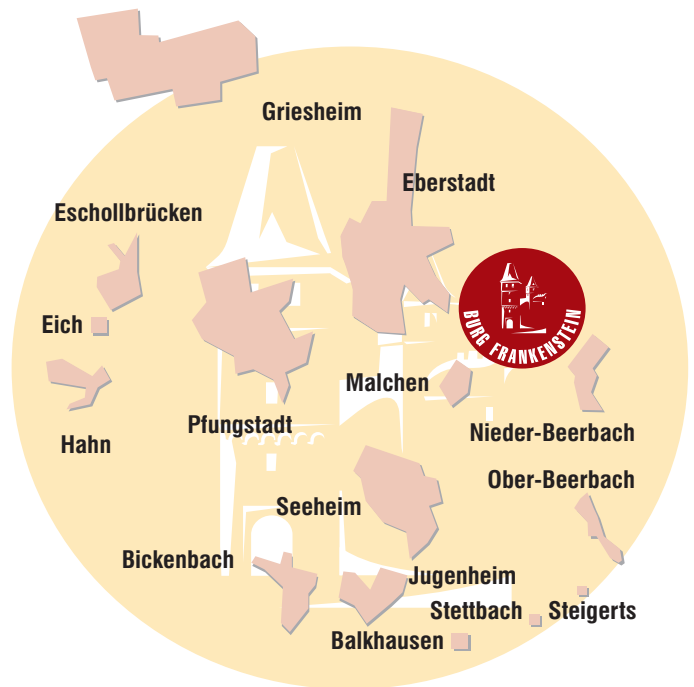 Griesheim
Eberstadt
Eschollbrücken
Eich
BURG FRANKENSTEIN
Malchen
Hahn
Pfungstadt
Nieder-Beerbach
Ober-Beerbach
Seeheim
Bickenbach
Jugenheim
Stettbach
Steigerts
Balkhausen